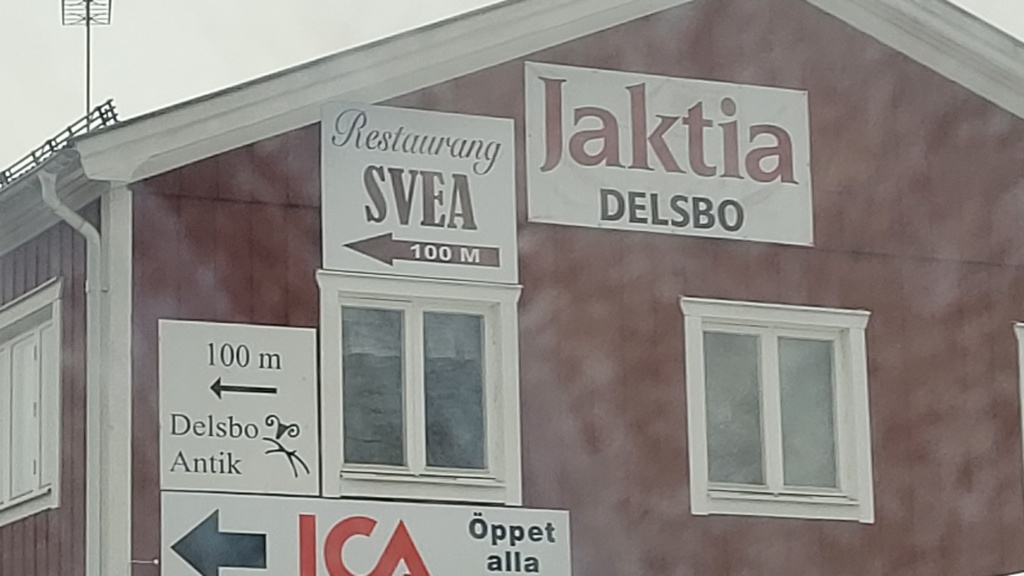 Restaurang
SVEA
100 M
Jaktia
DELSBO
100 m
Delsbo
Antik
ICA
Öppet
alla